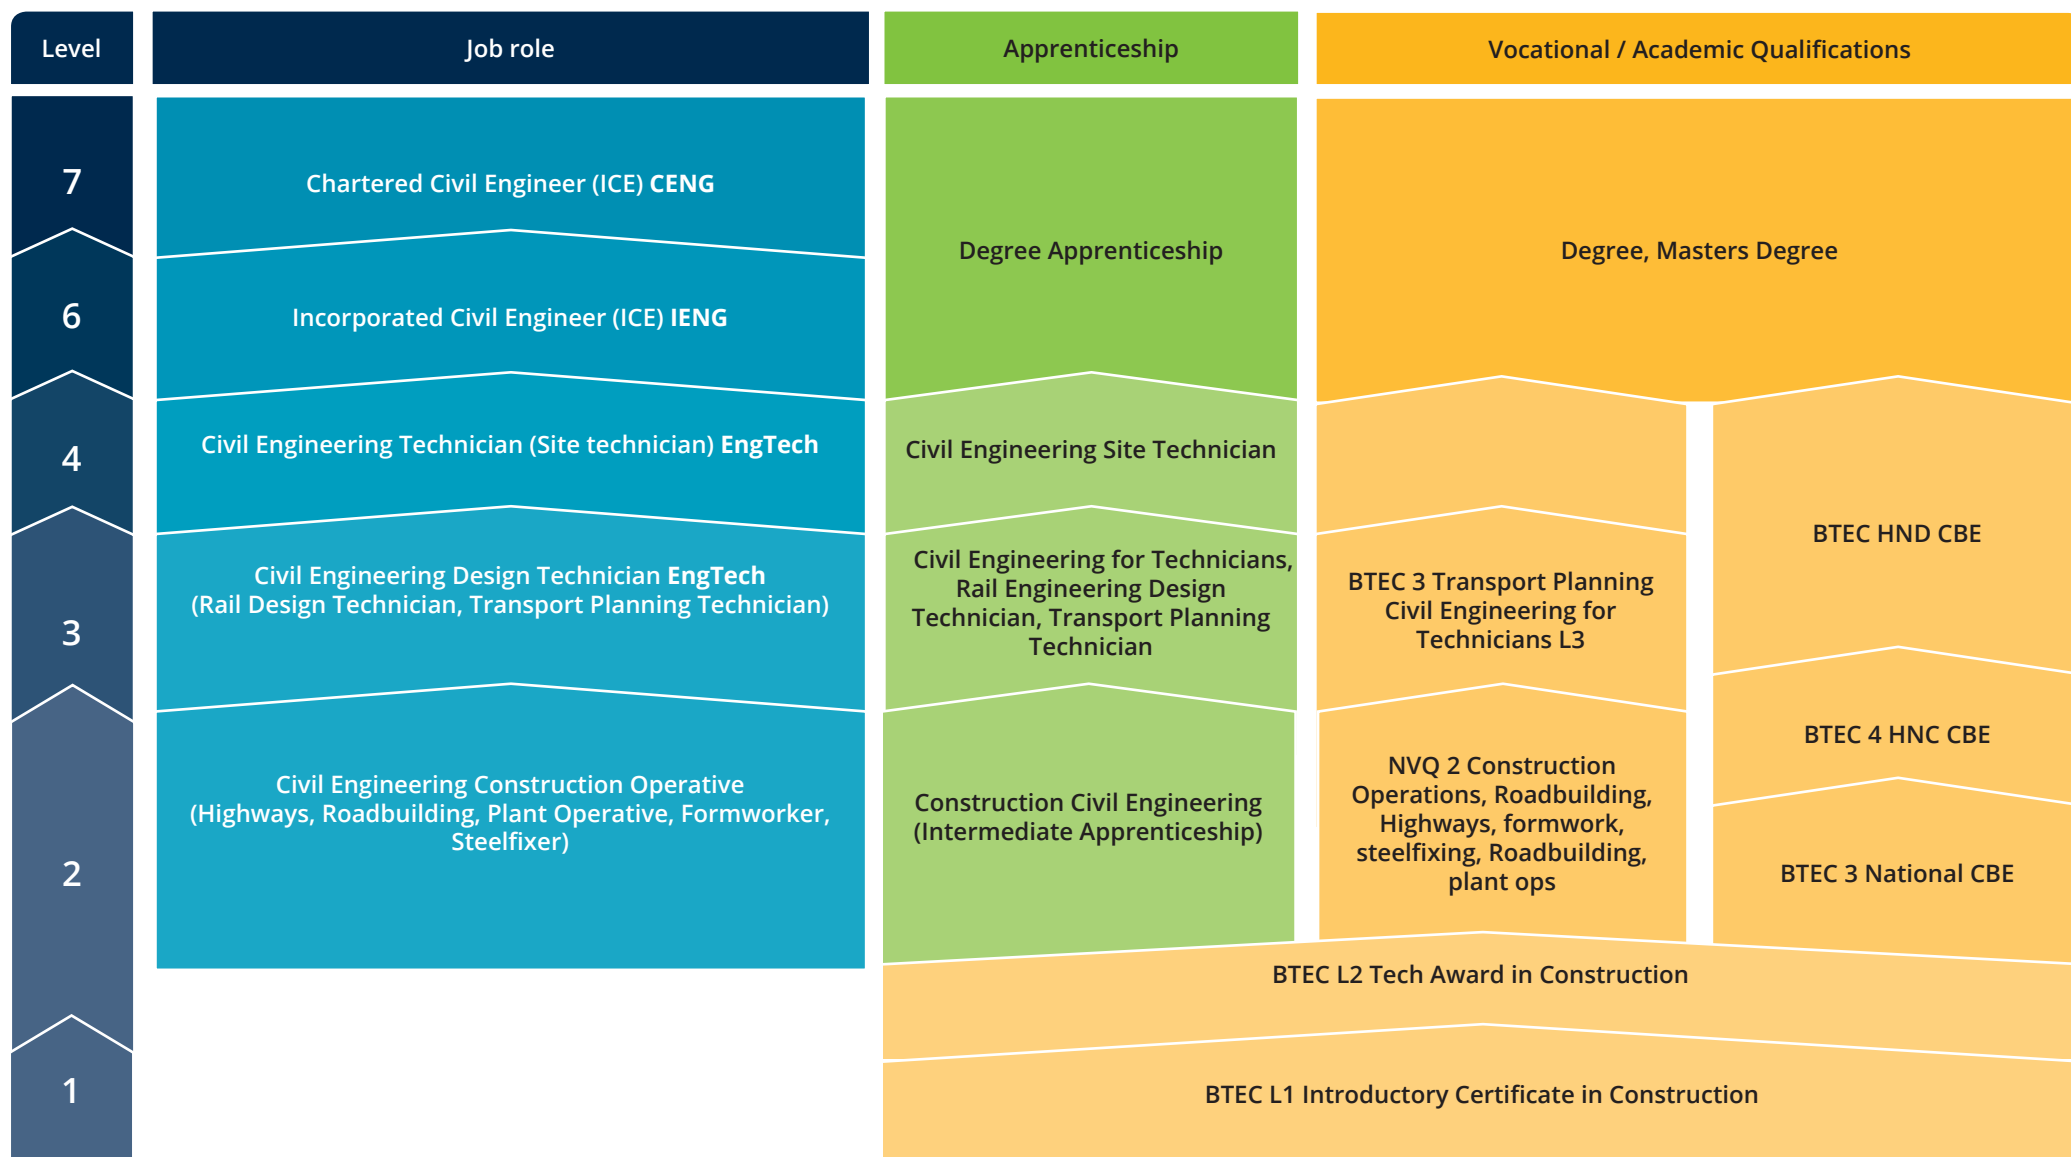 Level
Job role
Apprenticeship
Vocational / Academic Qualifications
7
Chartered Civil Engineer (ICE) CENG
Degree Apprenticeship
Degree, Masters Degree
6
Incorporated Civil Engineer (ICE) IENG
4
Civil Engineering Technician (Site technician) EngTech
Civil Engineering Site Technician
3
Civil Engineering Design Technician EngTech
(Rail Design Technician, Transport Planning Technician)
Civil Engineering for Technicians,
Rail Engineering Design
Technician, Transport Planning
Technician
BTEC 3 Transport Planning
Civil Engineering for
Technicians L3
BTEC HND CBE
2
Civil Engineering Construction Operative
(Highways, Roadbuilding, Plant Operative, Formworker,
Steelfixer)
Construction Civil Engineering
(Intermediate Apprenticeship)
NVQ 2 Construction
Operations, Roadbuilding,
Highways, formwork,
steelfixing, Roadbuilding,
plant ops
BTEC 4 HNC CBE
BTEC 3 National CBE
BTEC L2 Tech Award in Construction
1
BTEC L1 Introductory Certificate in Construction